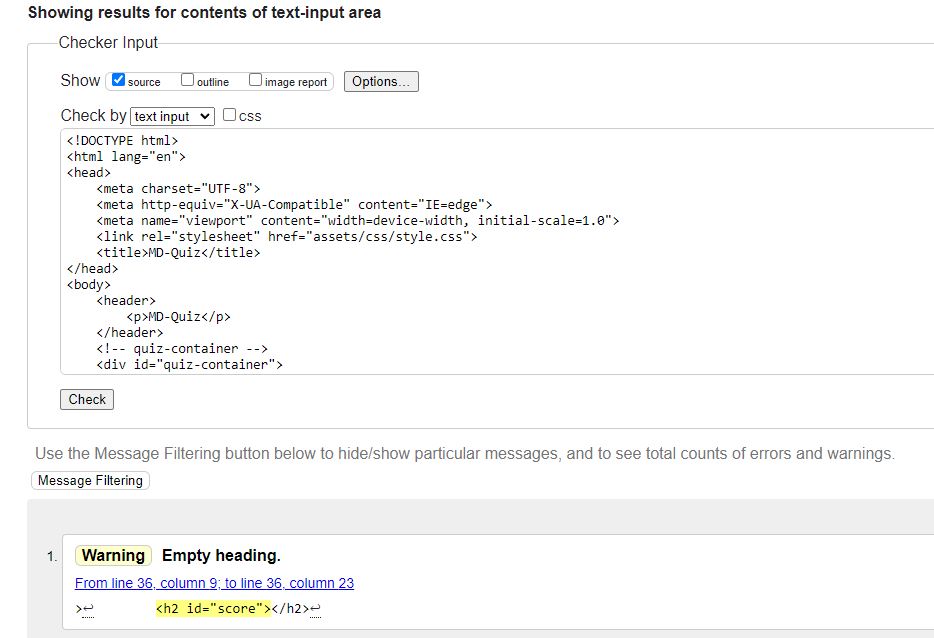 Showing results for contents of text-input area
Checker Input
Show source outline image report Options...
Check by text input css
<!DOCTYPE html>
<html lang="en">
<head>
    <meta charset="UTF-8">
    <meta http-equiv="X-UA-Compatible" content="IE=edge">
    <meta name="viewport" content="width=device-width, initial-scale=1.0">
    <link rel="stylesheet" href="assets/css/style.css">
    <title>MD-Quiz</title>
</head>
<body>
    <header>
        <p>MD-Quiz</p>
    </header>
    <!-- quiz-container -->
    <div id="quiz-container">
Check
Use the Message Filtering button below to hide/show particular messages, and to see total counts of errors and warnings.
Message Filtering
1. Warning Empty heading.
From line 36, column 9; to line 36, column 23
>↩        <h2 id="score"></h2>↩